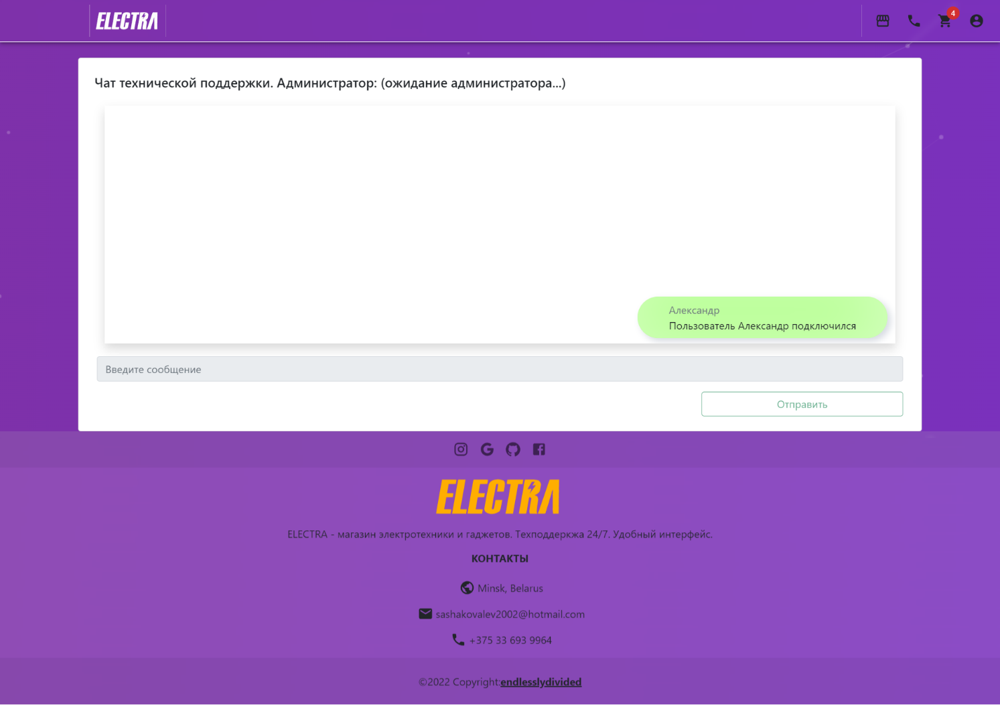 ELECTRA
4
Чат технической поддержки. Администратор: (ожидание администратора...)
Александр
Пользователь Александр подключился
Введите сообщение
Отправить
ELECTRA
ELECTRA - магазин электротехники и гаджетов. Техподдеркжа 24/7. Удобный интерфейс.
КОНТАКТЫ
Minsk, Belarus
sashakovalev2002@hotmail.com
+375 33 693 9964
©2022 Copyright:endlesslydivided